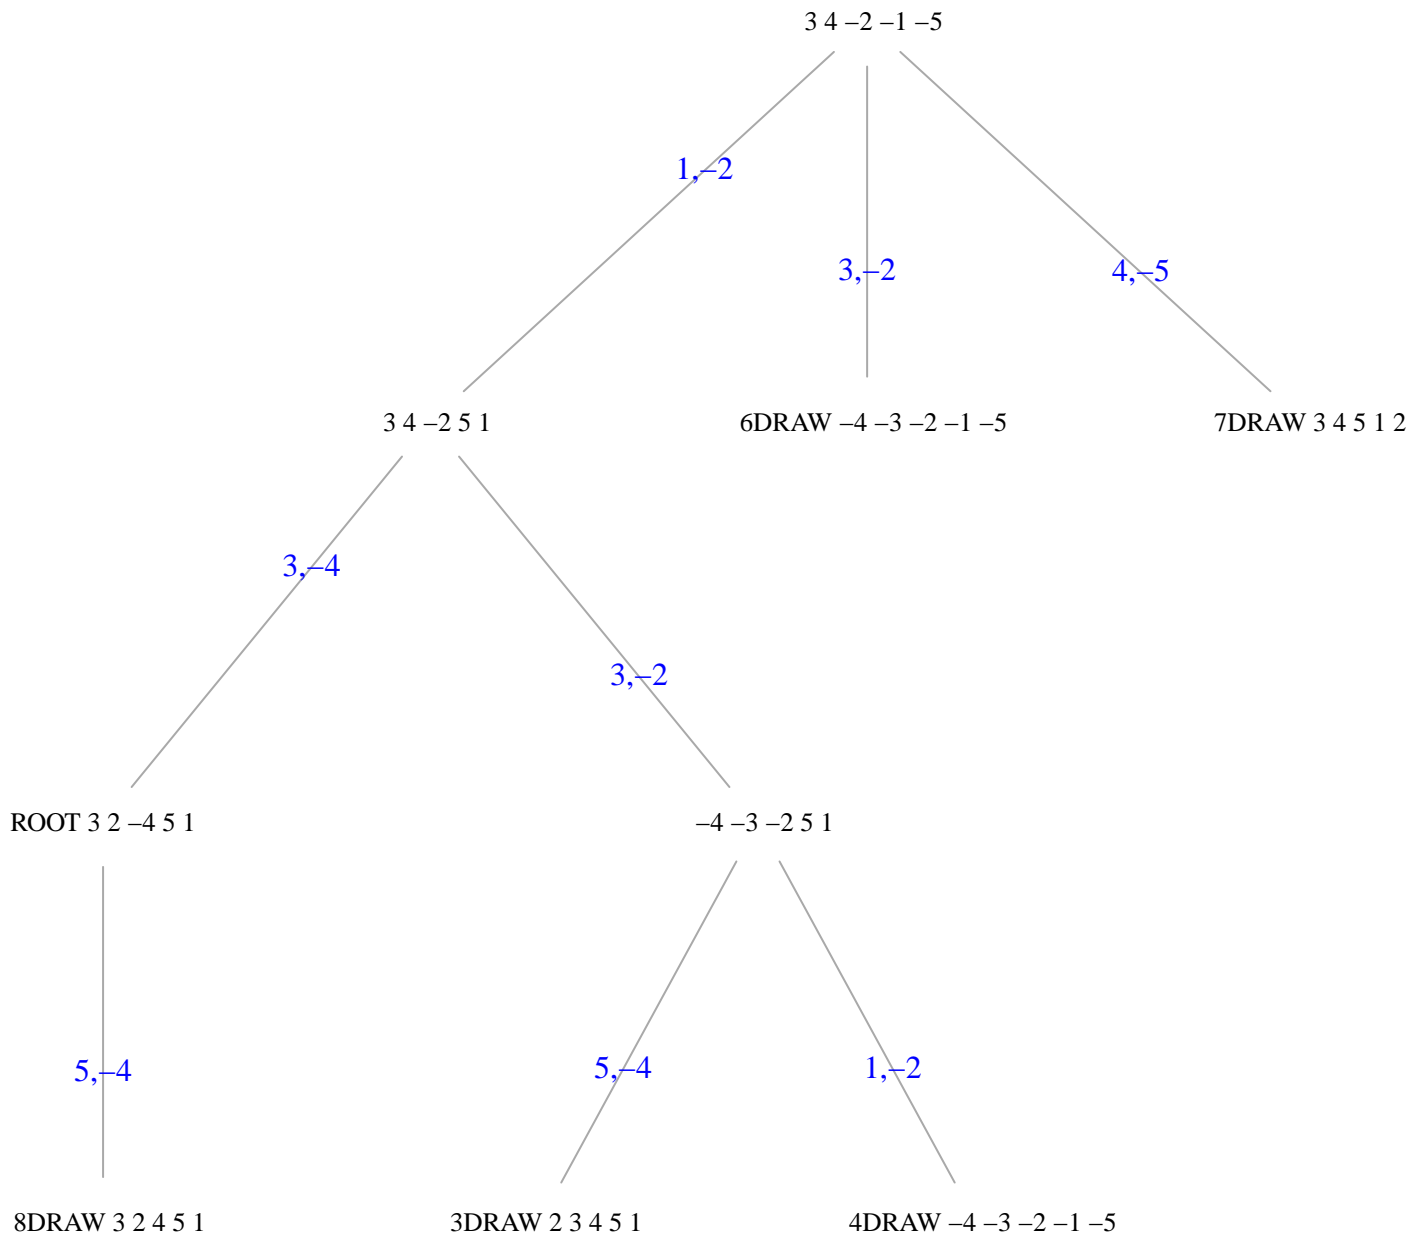 3 4 –2 –1 –5
1,–2
3,–2
4,–5
3 4 –2 5 1
6DRAW –4 –3 –2 –1 –5
7DRAW 3 4 5 1 2
3,–4
3,–2
ROOT 3 2 –4 5 1
–4 –3 –2 5 1
5,–4
5,–4
1,–2
8DRAW 3 2 4 5 1
3DRAW 2 3 4 5 1
4DRAW –4 –3 –2 –1 –5